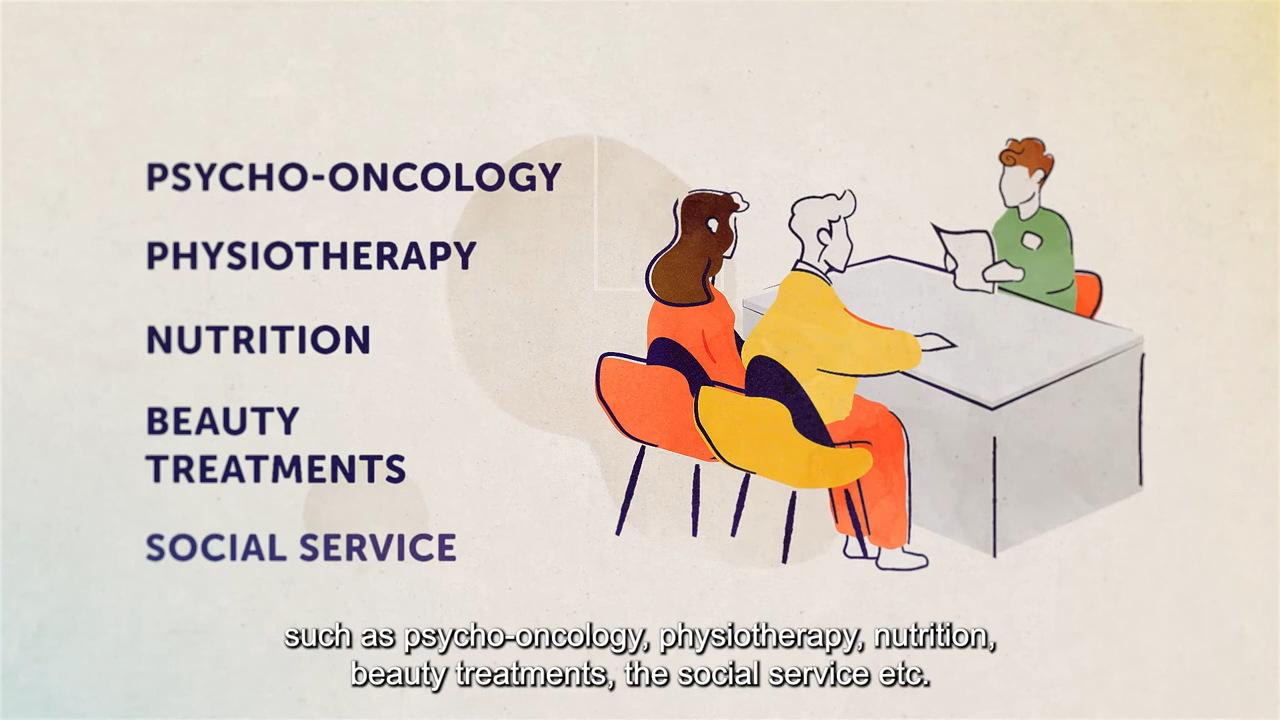 PSYCHO-ONCOLOGY
PHYSIOTHERAPY
NUTRITION
BEAUTY
TREATMENTS
SOCIAL SERVICE
such as psycho-oncology, physiotherapy, nutrition,
beauty treatments, the social service etc.